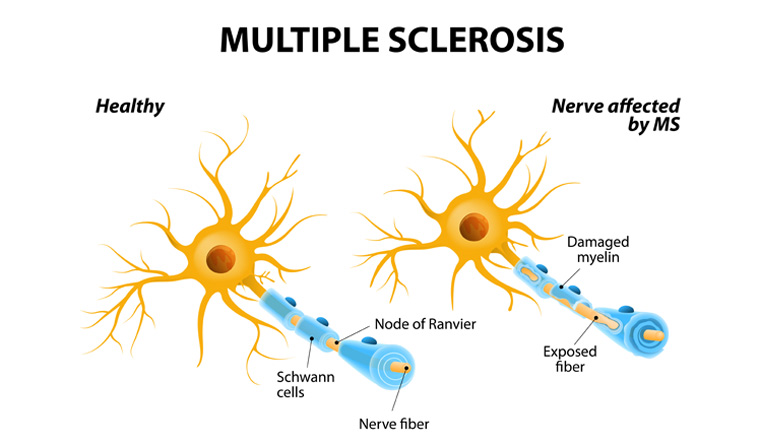 MULTIPLE SCLEROSIS
Healthy
Nerve affected
by MS
Damaged
myelin
Node of Ranvier
Exposed
fiber
Schwann
cells
Nerve fiber